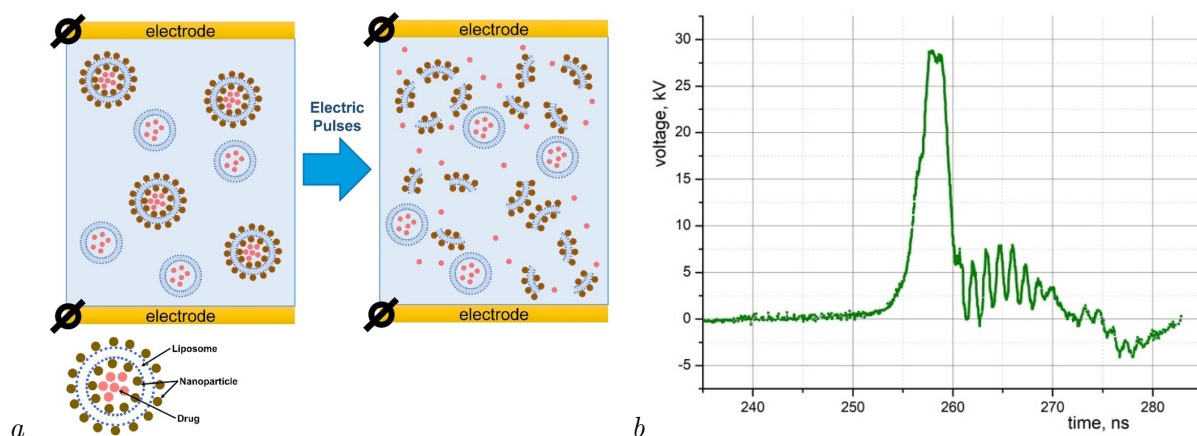 electrode
electrode
Electric
Pulses
electrode
electrode
Liposome
Nanoparticle
Drug
a
voltage, kV
30
25
20
15
10
5
0
-5
240
250
260
270
280
time, ns
b